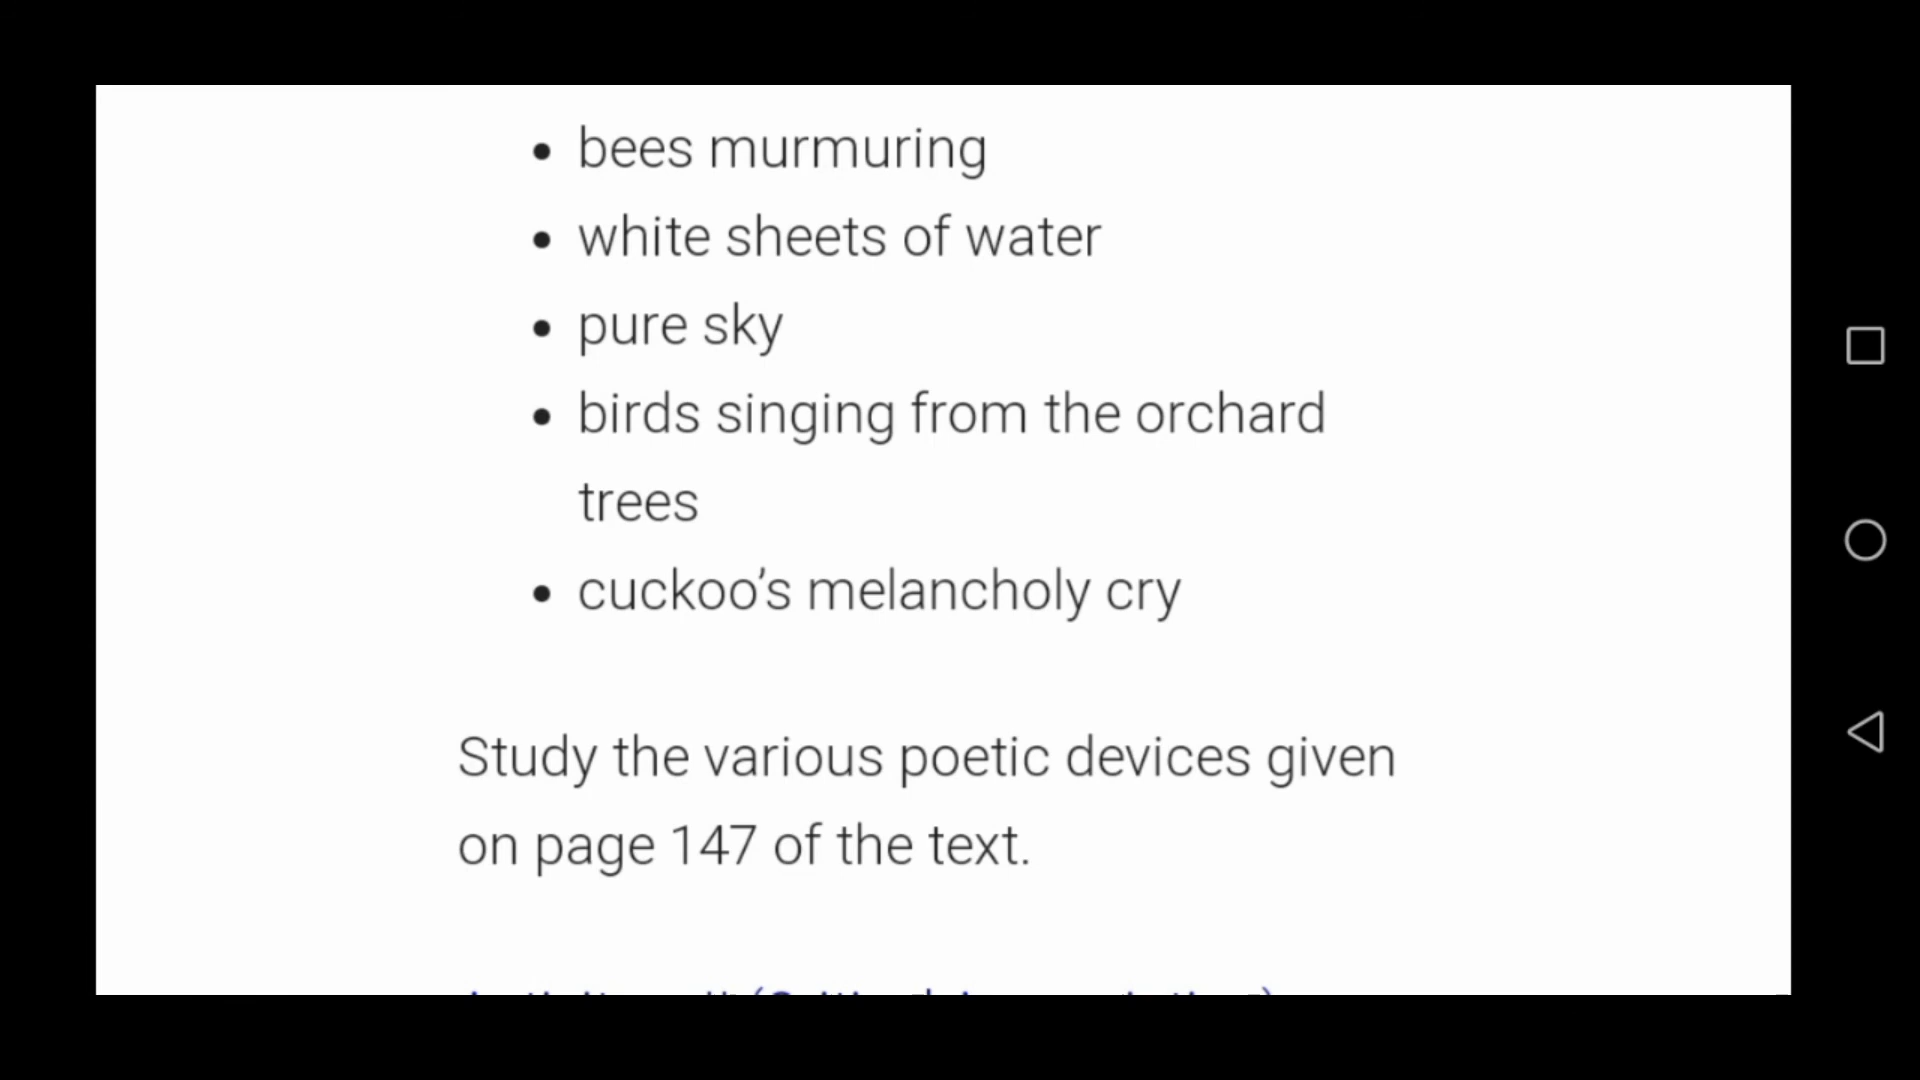 • bees murmuring
• white sheets of water
• pure sky
• birds singing from the orchard
trees
• cuckoo’s melancholy cry
Study the various poetic devices given
on page 147 of the text.